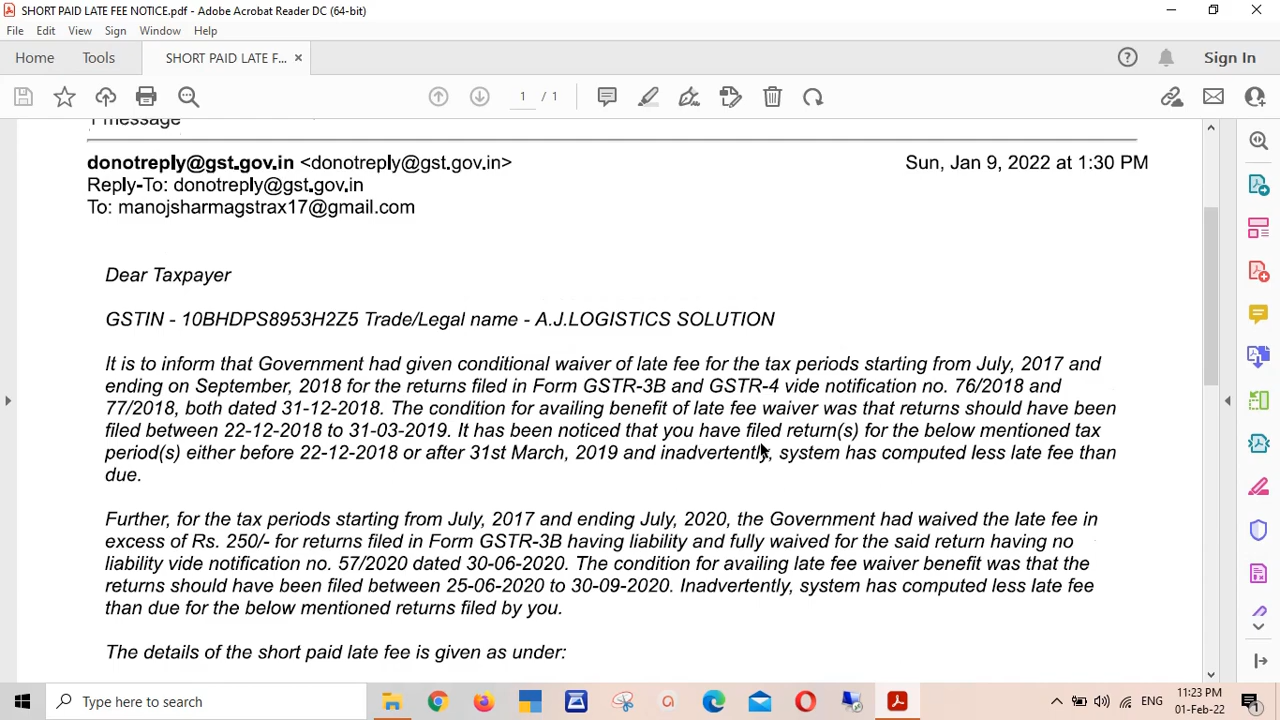 SHORT PAID LATE FEE NOTICE.pdf - Adobe Acrobat Reader DC (64-bit)
File Edit View Sign Window Help
Home Tools SHORT PAID LATE F... × Sign In
1 / 1
1 message
donotreply@gst.gov.in <donotreply@gst.gov.in> Sun, Jan 9, 2022 at 1:30 PM
Reply-To: donotreply@gst.gov.in
To: manojsharmagstrax17@gmail.com
Dear Taxpayer
GSTIN - 10BHDPS8953H2Z5 Trade/Legal name - A.J.LOGISTICS SOLUTION
It is to inform that Government had given conditional waiver of late fee for the tax periods starting from July, 2017 and
ending on September, 2018 for the returns filed in Form GSTR-3B and GSTR-4 vide notification no. 76/2018 and
77/2018, both dated 31-12-2018. The condition for availing benefit of late fee waiver was that returns should have been
filed between 22-12-2018 to 31-03-2019. It has been noticed that you have filed return(s) for the below mentioned tax
period(s) either before 22-12-2018 or after 31st March, 2019 and inadvertently, system has computed less late fee than
due.
Further, for the tax periods starting from July, 2017 and ending July, 2020, the Government had waived the late fee in
excess of Rs. 250/- for returns filed in Form GSTR-3B having liability and fully waived for the said return having no
liability vide notification no. 57/2020 dated 30-06-2020. The condition for availing late fee waiver benefit was that the
returns should have been filed between 25-06-2020 to 30-09-2020. Inadvertently, system has computed less late fee
than due for the below mentioned returns filed by you.
The details of the short paid late fee is given as under:
Type here to search
ENG
11:23 PM
01-Feb-22